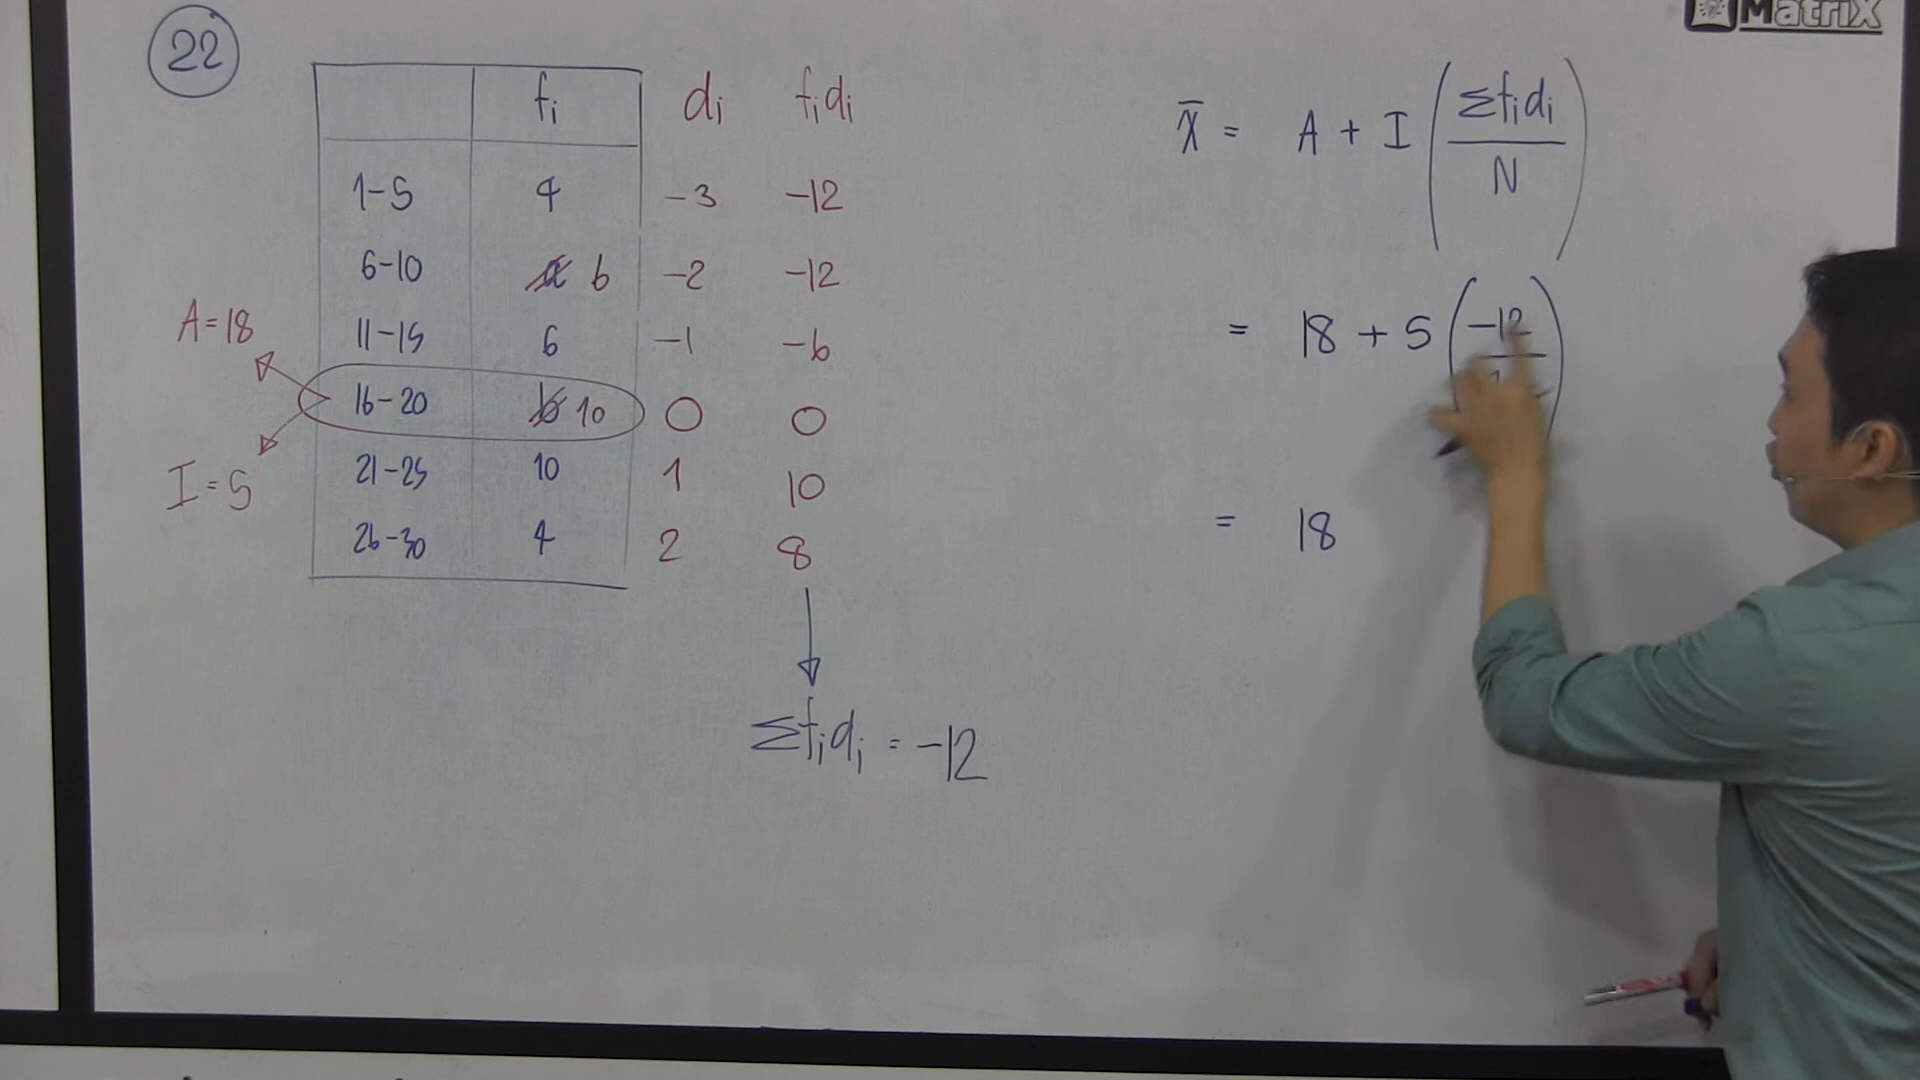 MatriX
22
fi di fidi
1-5 4 -3 -12
6-10 a 6 -2 -12
11-15 6 -1 -6
16-20 b 10 0 0
21-25 10 1 10
26-30 4 2 8
A=18
I=5
Σfidi = -12
X̄ = A + I (Σfidi / N)
= 18 + 5 (-12
= 18